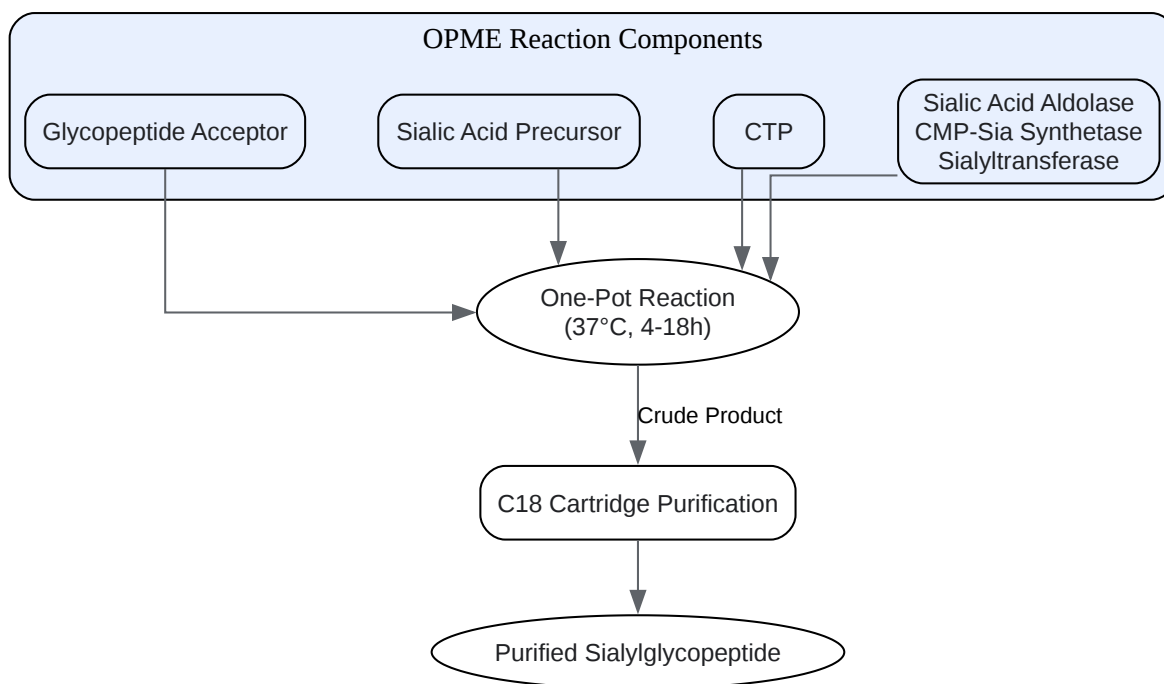 OPME Reaction Components
Glycopeptide Acceptor
Sialic Acid Precursor
CTP
Sialic Acid Aldolase
CMP-Sia Synthetase
Sialyltransferase
One-Pot Reaction
(37°C, 4-18h)
Crude Product
C18 Cartridge Purification
Purified Sialylglycopeptide